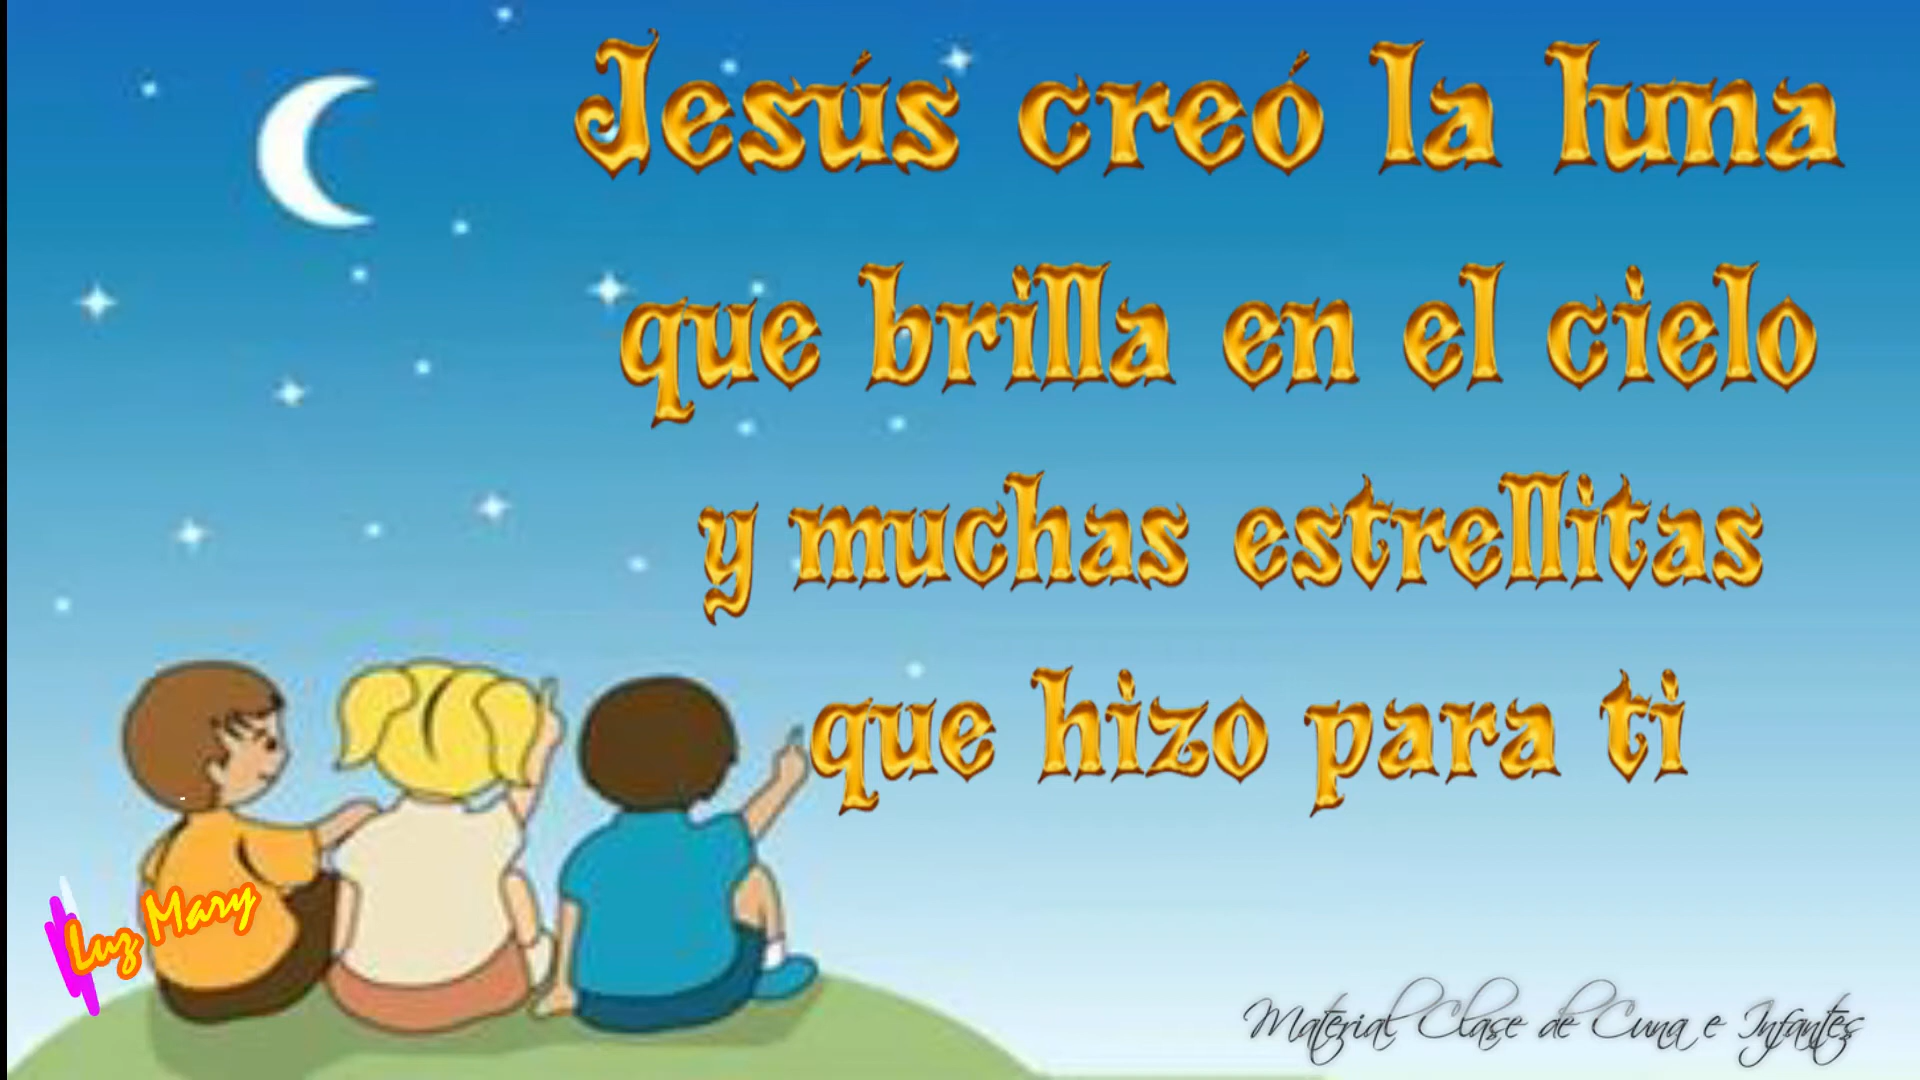 Jesús creó la luna
que brilla en el cielo
y muchas estrellitas
que hizo para ti
Luz Mary
Material Clase de Cuna e Infantes